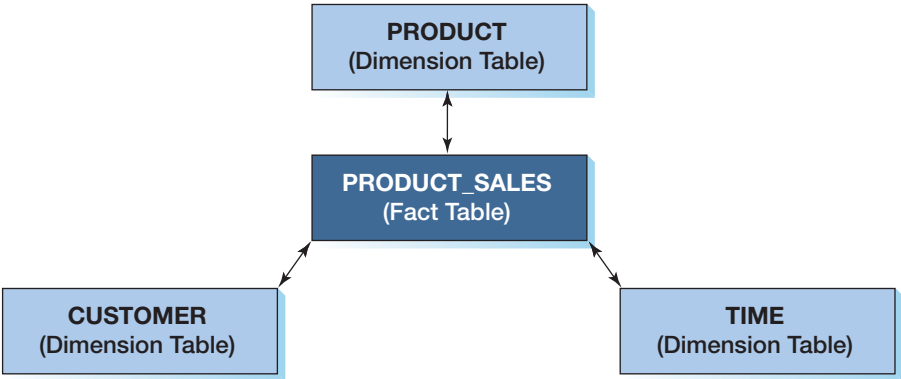 PRODUCT
(Dimension Table)
PRODUCT_SALES
(Fact Table)
CUSTOMER
(Dimension Table)
TIME
(Dimension Table)